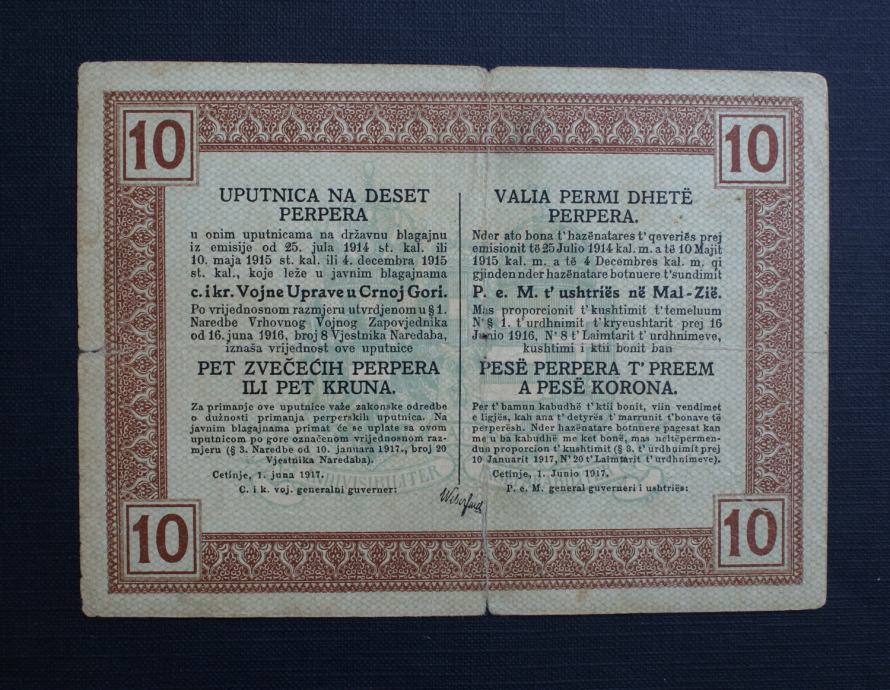 10
10
UPUTNICA NA DESET
PERPERA
u onim uputnicama na državnu blagajnu
iz emisije od 25. jula 1914 st. kal. ili
10. maja 1915 st. kal. ili 4. decembra 1915
st. kal., koje leže u javnim blagajnama
c. i kr. Vojne Uprave u Crnoj Gori.
Po vrijednosnom razmjeru utvrdjenom u § 1.
Naredbe Vrhovnog Vojnog Zapovjednika
od 16. juna 1916, broj 8 Vjestnika Naredaba,
iznaša vrijednost ove uputnice
PET ZVEČEĆIH PERPERA
ILI PET KRUNA.
Za primanje ove uputnice važe zakonske odredbe
o dužnosti primanja perperskih uputnica. Na
javnim blagajnama primat će se uplate sa ovom
uputnicom po gore označenom vrijednosnom raz-
mjeru (§ 3. Naredbe od 10. januara 1917., broj 20
Vjestnika Naredaba).
Cetinje, 1. juna 1917.
C. i k. voj. generalni guverner:
VALIA PERMI DHETË
PERPERA.
Nder ato bona t' hazënatares t' qeveriës prej
emisionit të 25 Julio 1914 kal. m. a të 10 Majit
1915 kal. m. a të 4 Decembres kal. m. qi
gjinden nder hazënatare botnuere t' sundimit
P. e. M. t' ushtriës në Mal-Zië.
Mas proporcionit t' kushtimit t' temeluum
N° § 1. t' urdhnimit t' kryeushtarit prej 16
Junio 1916, N° 8 t' Laimtarit t' urdhnimeve,
kushtimi i ktii bonit ban
PESË PERPERA T' PREEM
A PESË KORONA.
Per t' bamun kabudhë t' ktii bonit, viin vendimet
e ligjës, kah ana t' detyrës t' marrunit t' bonave të
perperësh. Nder hazënatare botnuere pagesat kan
me u ba kabudhë me ket bonë, mas neltëpermen-
dun proporcion t' kushtimit (§ 3. t' urdhuimit prej
10 Januarit 1917, N° 20 t' Laimtarit t' urdhnimeve).
Cetinje, 1. Junio 1917.
P. e. M. general guverneri i ushtriës:
10
10